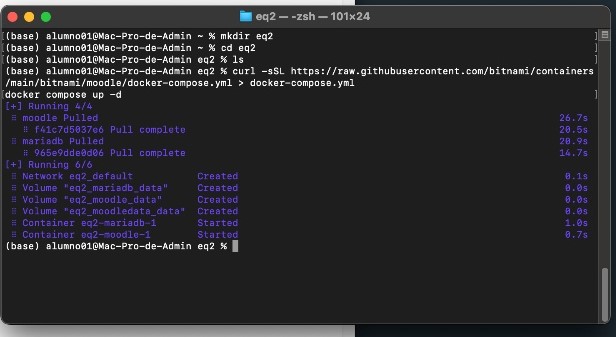 eq2 — -zsh — 101×24
(base) alumno01@Mac-Pro-de-Admin ~ % mkdir eq2
(base) alumno01@Mac-Pro-de-Admin ~ % cd eq2
(base) alumno01@Mac-Pro-de-Admin eq2 % ls
(base) alumno01@Mac-Pro-de-Admin eq2 % curl -sSL https://raw.githubusercontent.com/bitnami/containers
/main/bitnami/moodle/docker-compose.yml > docker-compose.yml
docker compose up -d
[+] Running 4/4
⠿ moodle Pulled 26.7s
⠿ f41c7d5037e6 Pull complete 20.5s
⠿ mariadb Pulled 20.9s
⠿ 965e9dde0d06 Pull complete 14.7s
[+] Running 6/6
⠿ Network eq2_default Created 0.1s
⠿ Volume "eq2_mariadb_data" Created 0.0s
⠿ Volume "eq2_moodle_data" Created 0.0s
⠿ Volume "eq2_moodledata_data" Created 0.0s
⠿ Container eq2-mariadb-1 Started 1.0s
⠿ Container eq2-moodle-1 Started 0.7s
(base) alumno01@Mac-Pro-de-Admin eq2 %